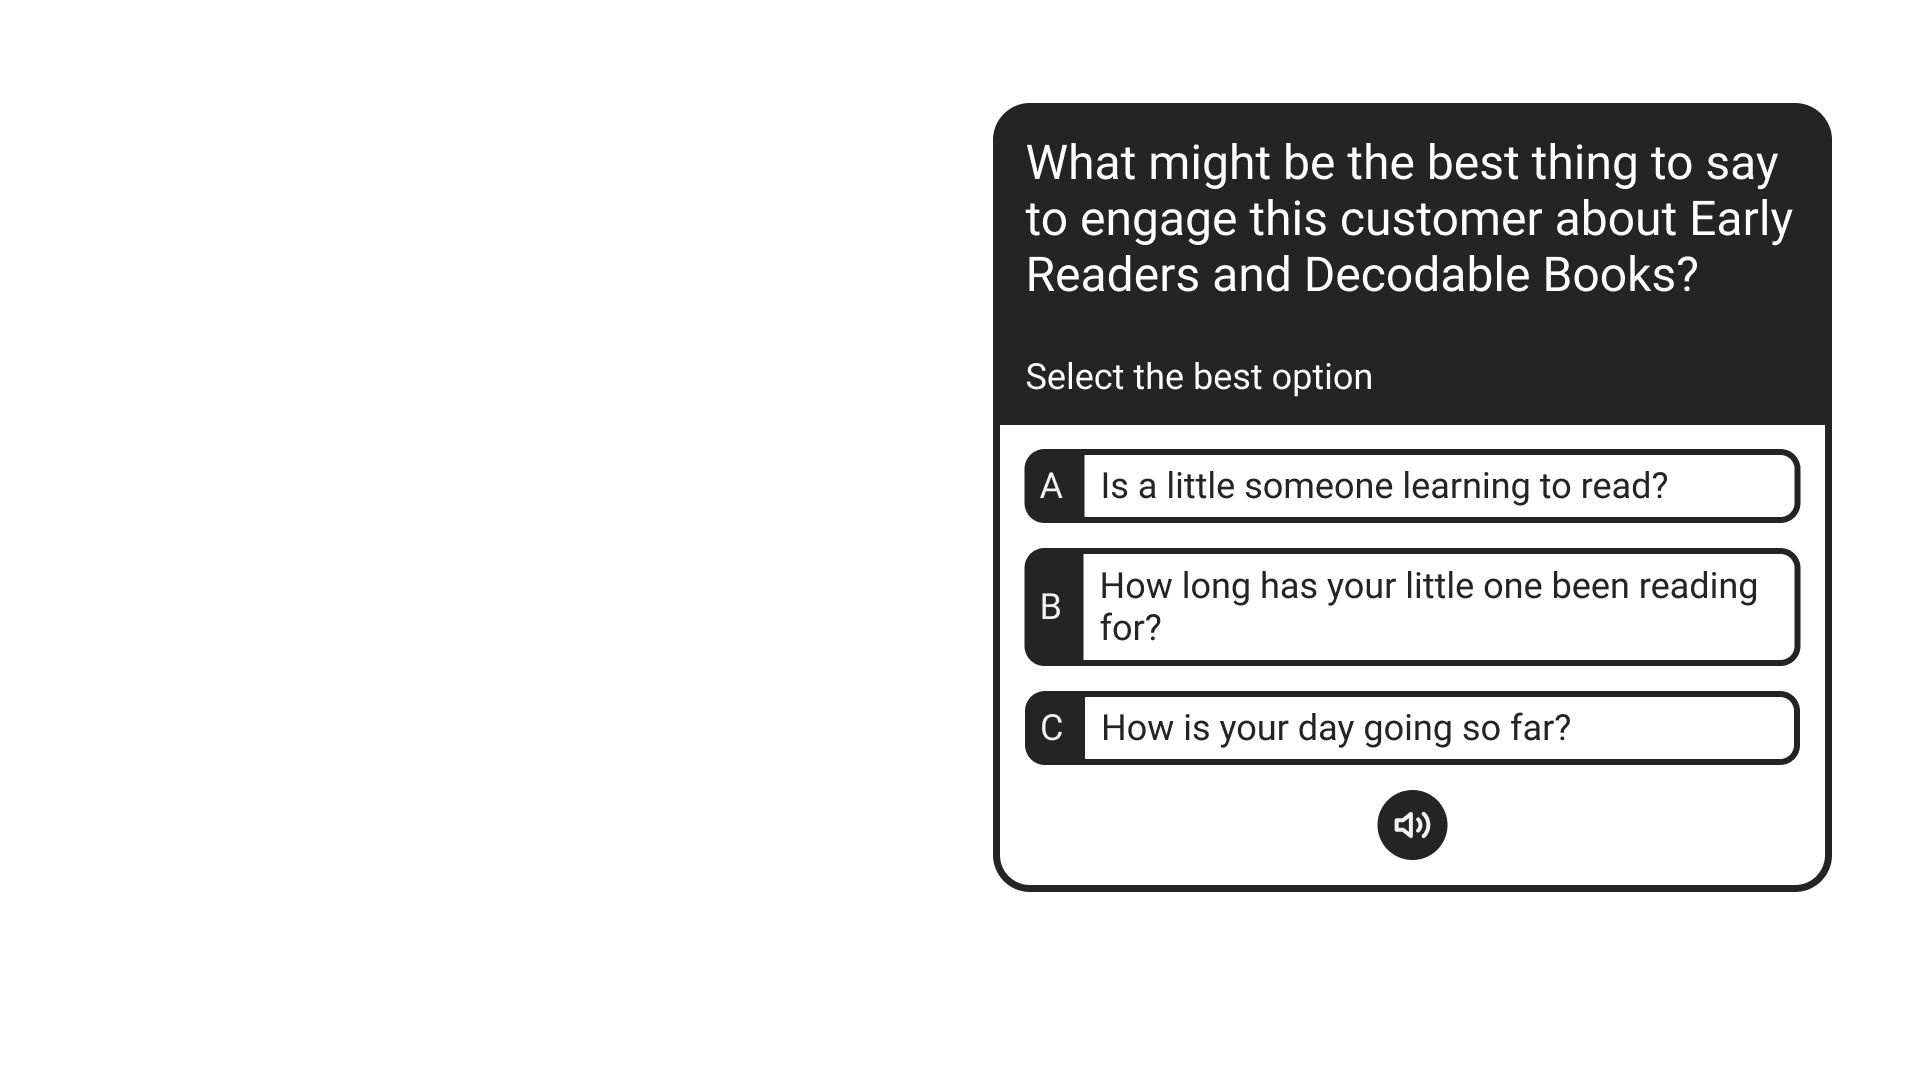 What might be the best thing to say
to engage this customer about Early
Readers and Decodable Books?
Select the best option
A
Is a little someone learning to read?
B
How long has your little one been reading
for?
C
How is your day going so far?